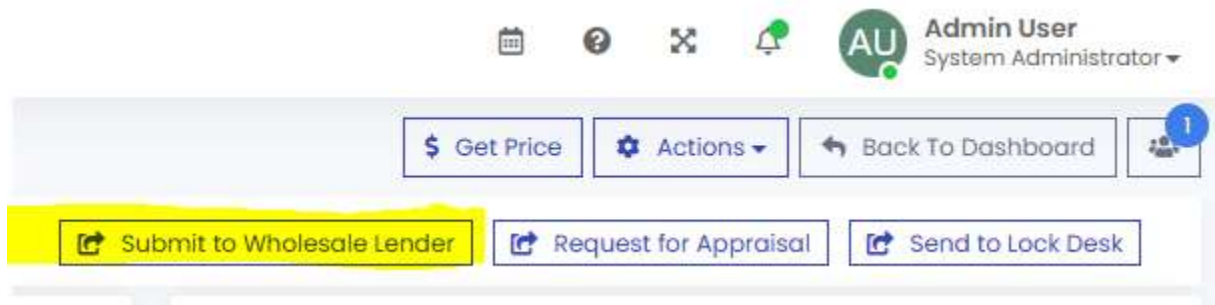 AU Admin User
System Administrator
$ Get Price Actions Back To Dashboard 1
Submit to Wholesale Lender Request for Appraisal Send to Lock Desk